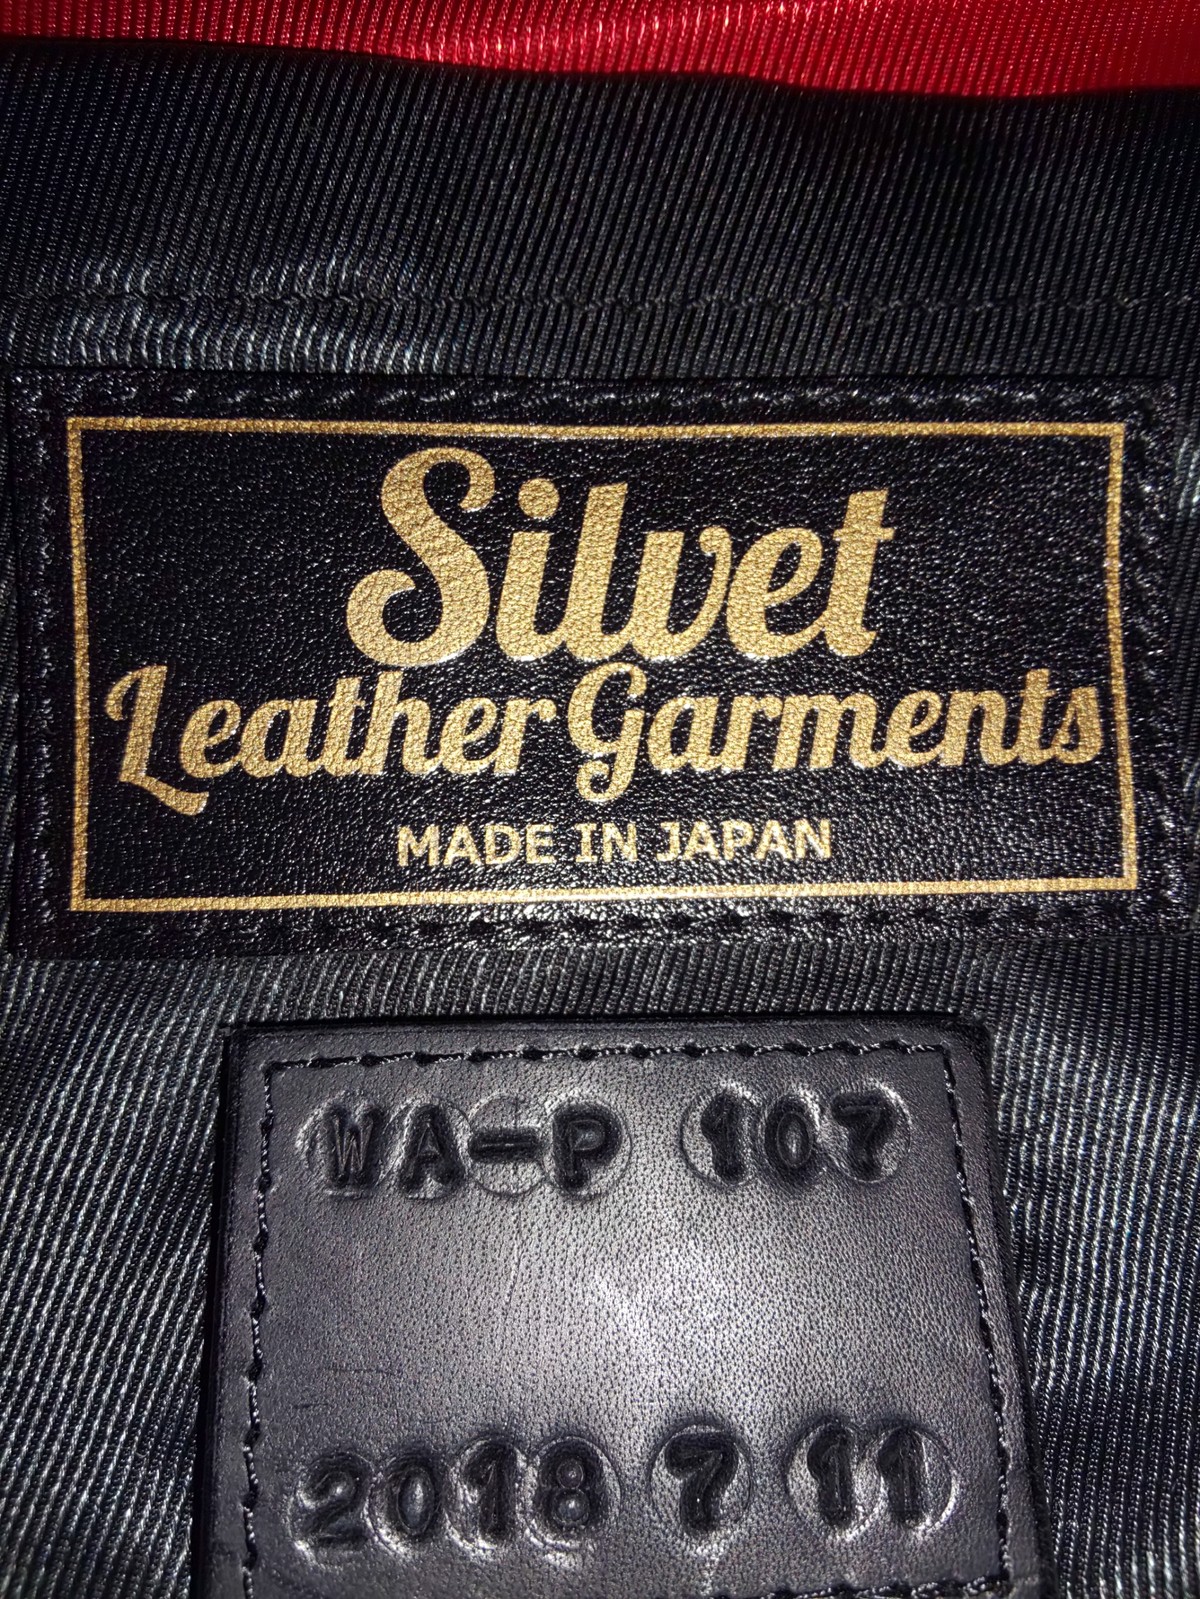 Silvet
Leather Garments
MADE IN JAPAN
WA-P 107
2018 7 11